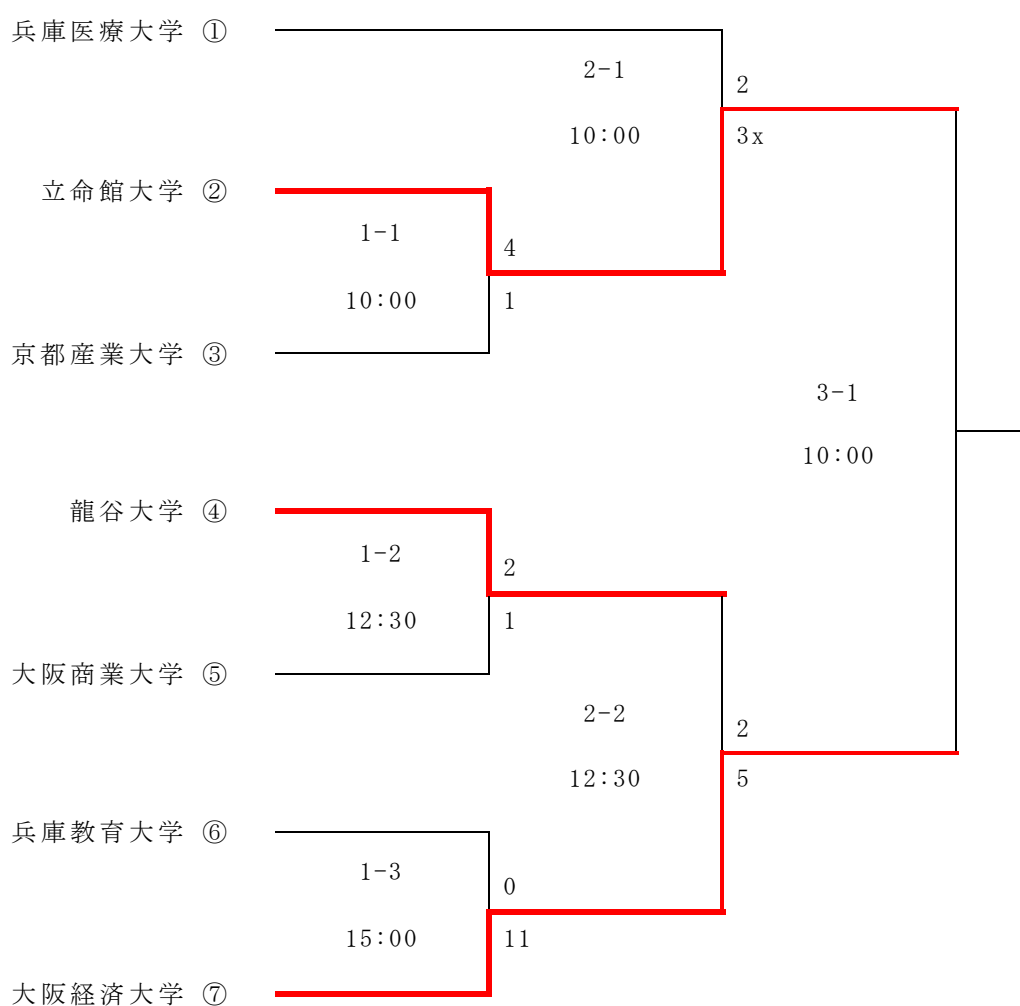 兵庫医療大学 ①
2-1
2
10:00
3x
立命館大学 ②
1-1
4
10:00
1
京都産業大学 ③
3-1
10:00
龍谷大学 ④
1-2
2
12:30
1
大阪商業大学 ⑤
2-2
2
12:30
5
兵庫教育大学 ⑥
1-3
0
15:00
11
大阪経済大学 ⑦